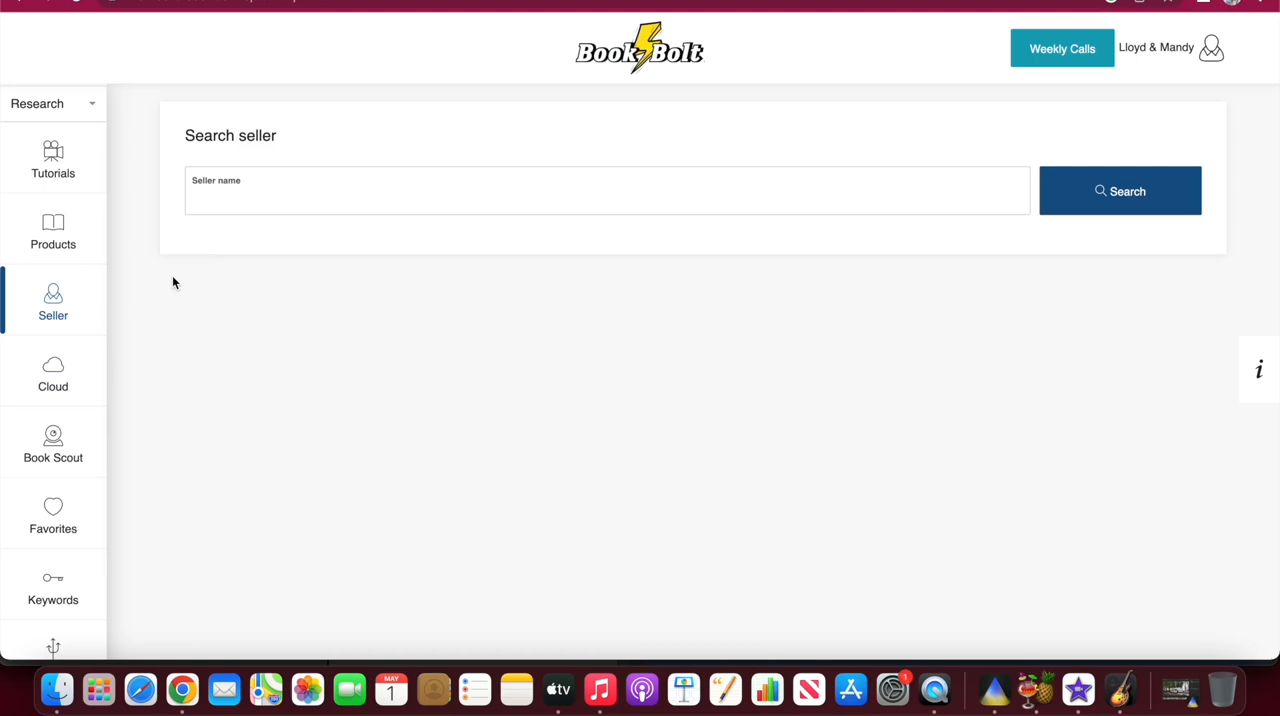 Book Bolt
Weekly Calls
Lloyd & Mandy
Research
Search seller
Seller name
Search
Tutorials
Products
Seller
Cloud
Book Scout
Favorites
Keywords
i
MAY
1
tv
1